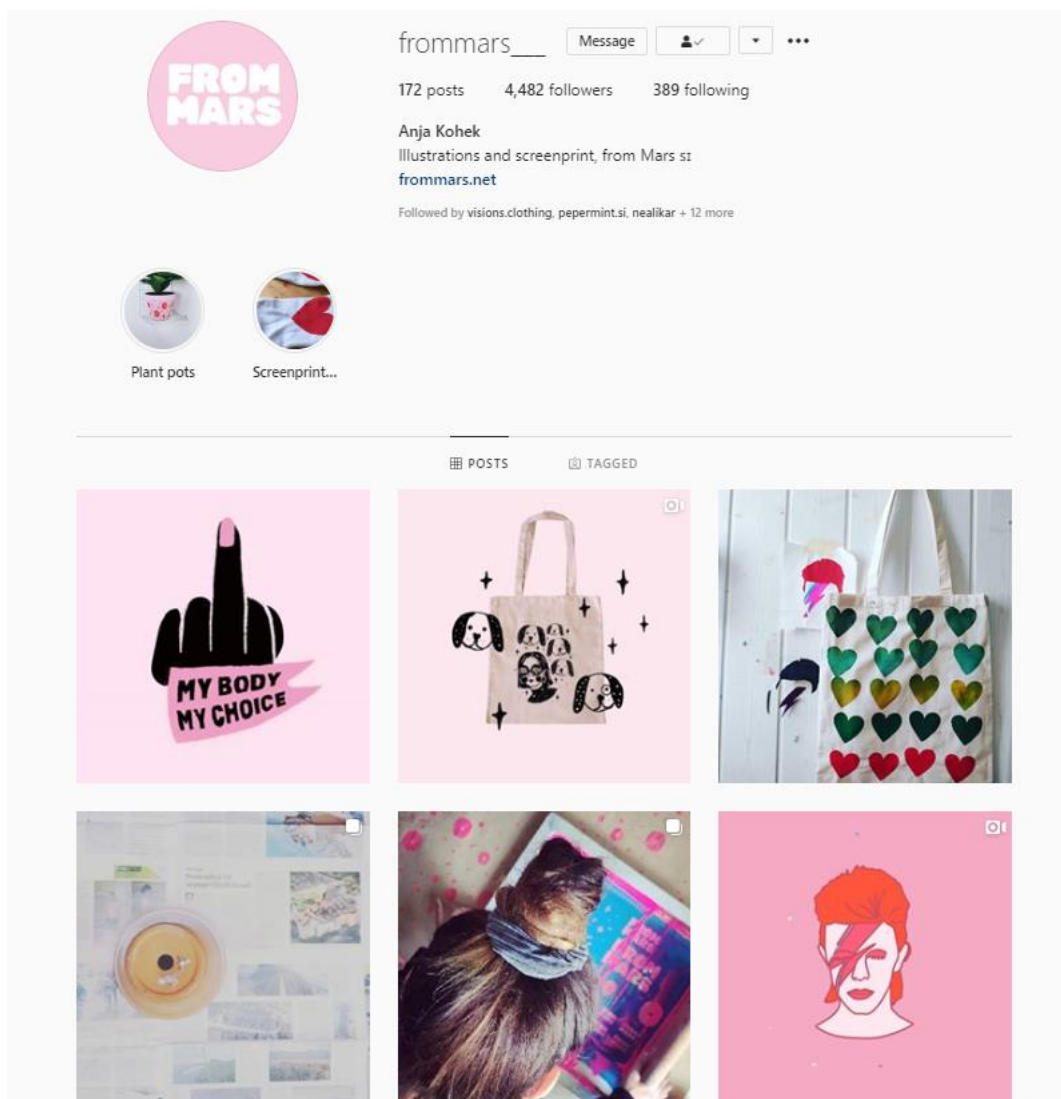 FROM
MARS
frommars___
Message
172 posts 4,482 followers 389 following
Anja Kohek
Illustrations and screenprint, from Mars sɪ
frommars.net
Followed by visions.clothing, pepermint.si, nealikar + 12 more
Plant pots
Screenprint...
POSTS
TAGGED
MY BODY
MY CHOICE